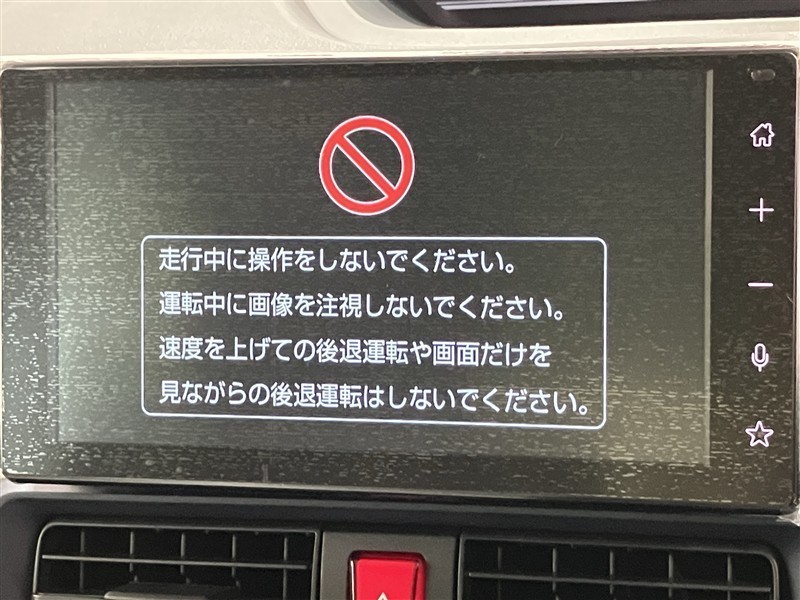 走行中に操作をしないでください。
運転中に画像を注視しないでください。
速度を上げての後退運転や画面だけを
見ながらの後退運転はしないでください。